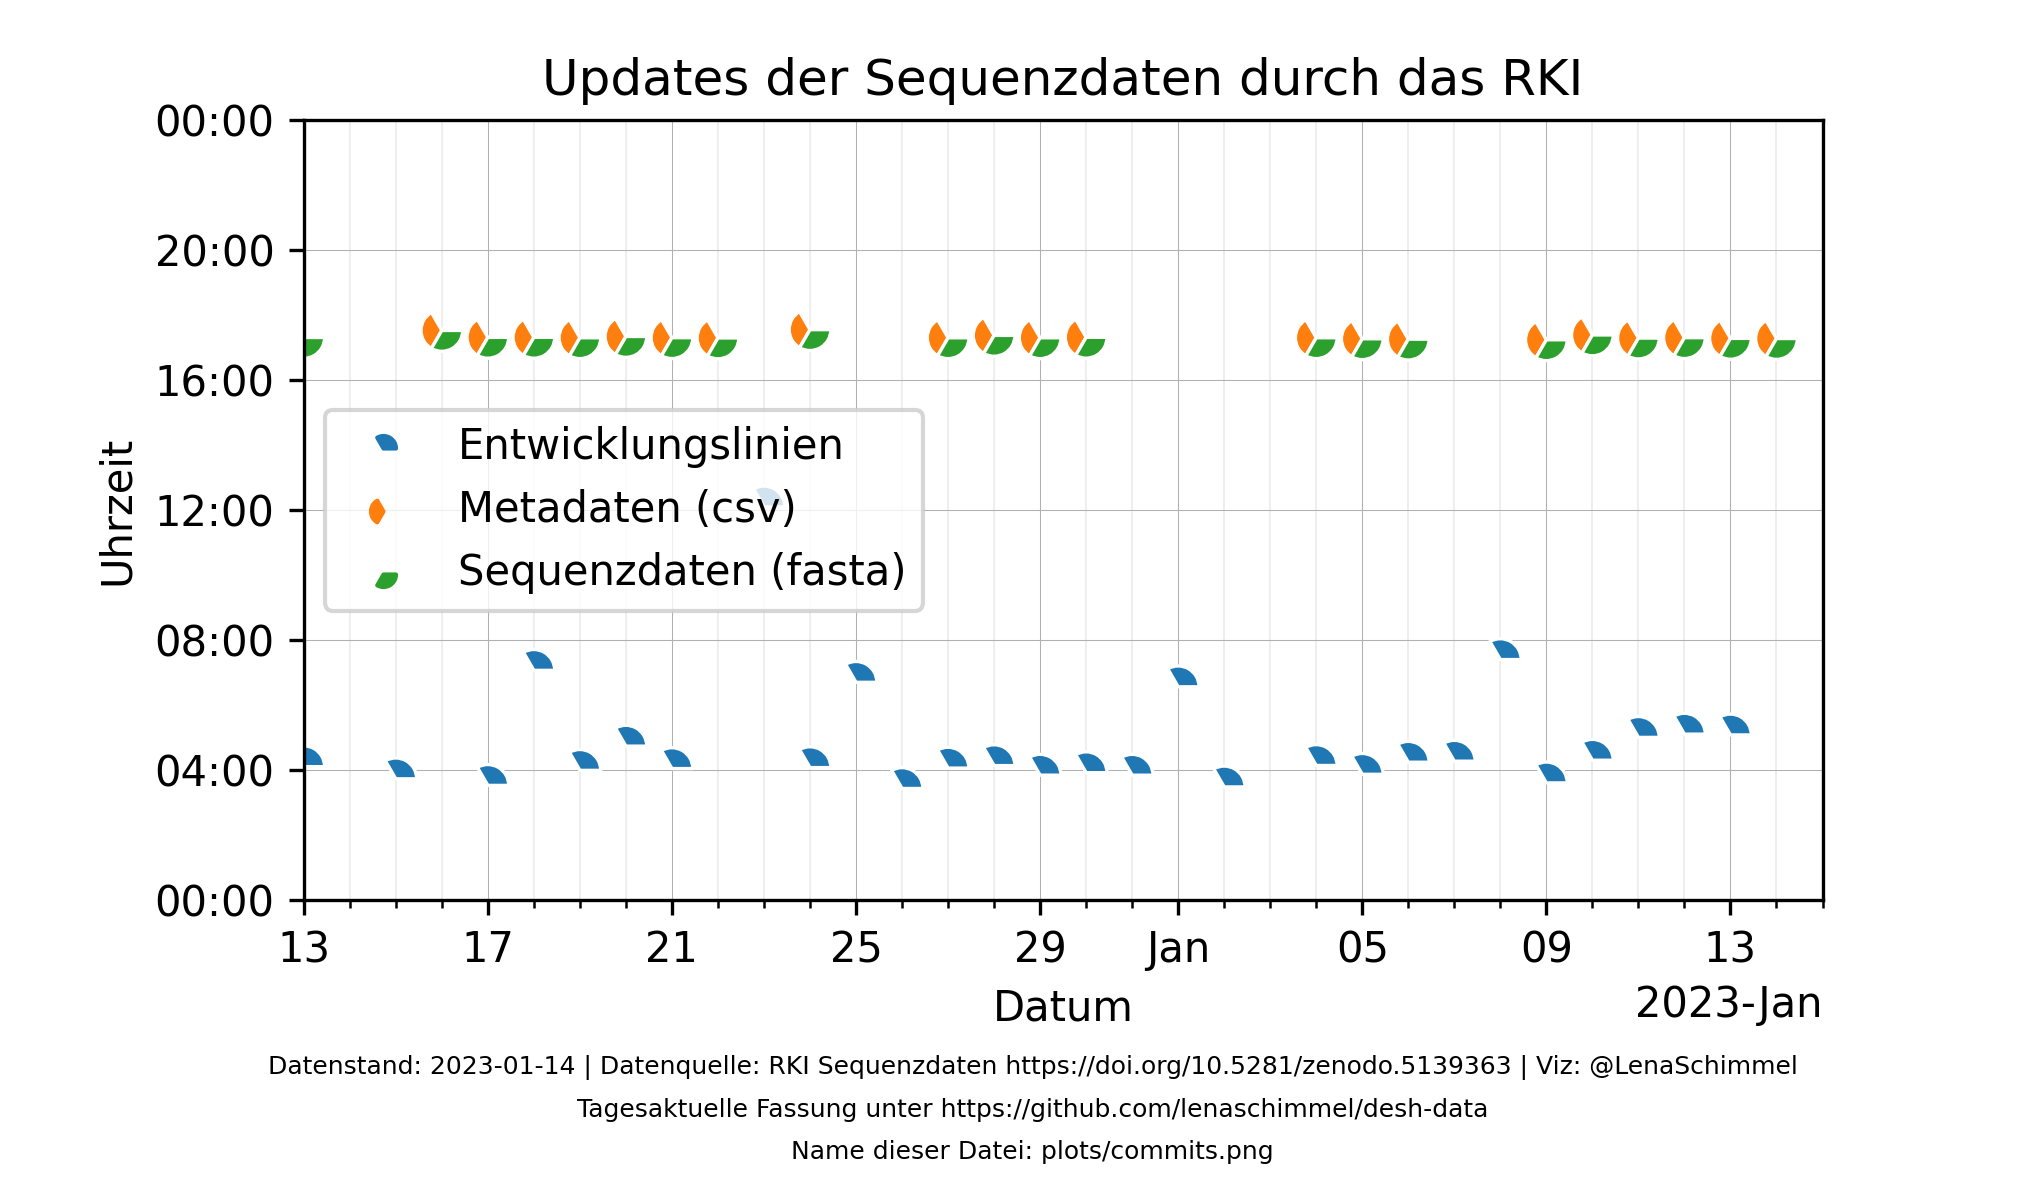 Updates der Sequenzdaten durch das RKI
00:00
20:00
16:00
12:00
08:00
04:00
00:00
Uhrzeit
Entwicklungslinien
Metadaten (csv)
Sequenzdaten (fasta)
13 17 21 25 29 Jan 05 09 13
Datum
2023-Jan
Datenstand: 2023-01-14 | Datenquelle: RKI Sequenzdaten https://doi.org/10.5281/zenodo.5139363 | Viz: @LenaSchimmel
Tagesaktuelle Fassung unter https://github.com/lenaschimmel/desh-data
Name dieser Datei: plots/commits.png